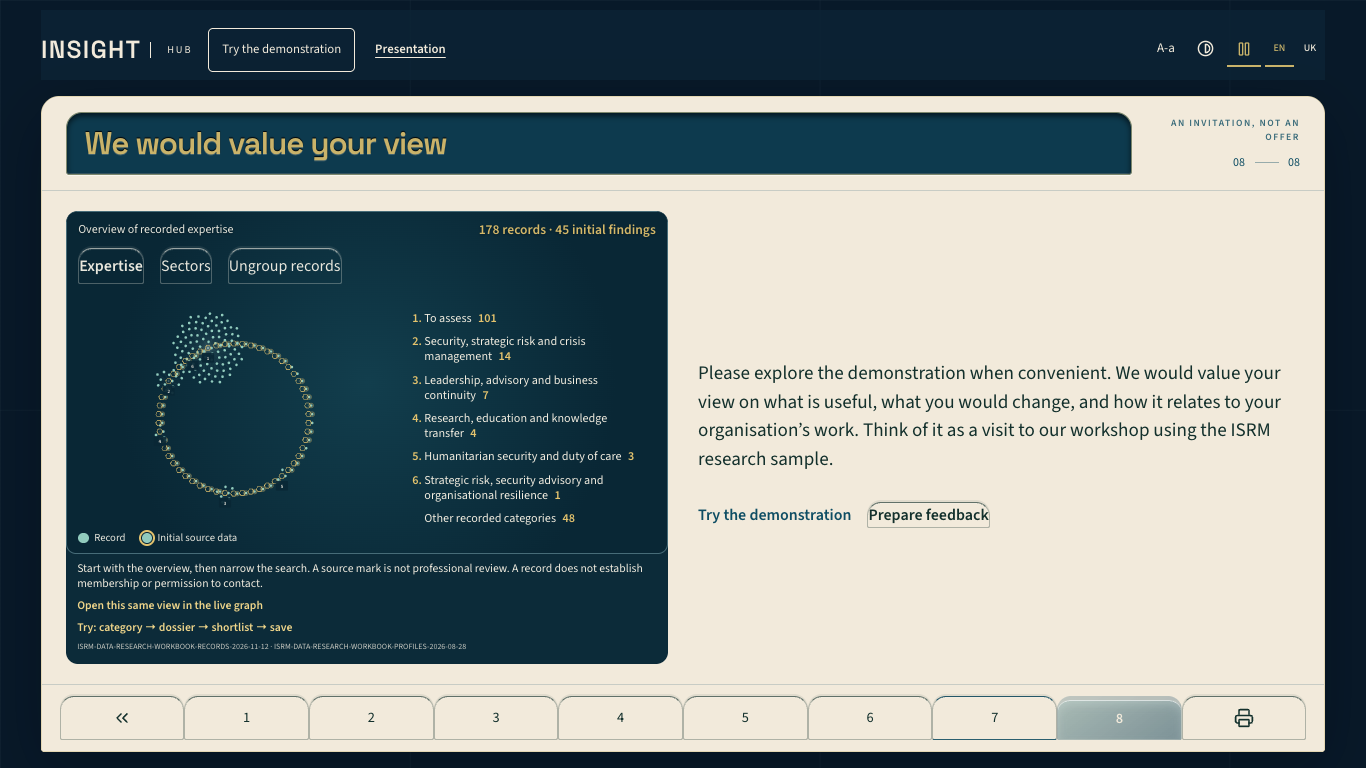 INSIGHT HUB Try the demonstration Presentation A-a EN UK
We would value your view
AN INVITATION, NOT AN
OFFER
08 08
Overview of recorded expertise 178 records · 45 initial findings
Expertise Sectors Ungroup records
1. To assess 101
2. Security, strategic risk and crisis
management 14
3. Leadership, advisory and business
continuity 7
4. Research, education and knowledge
transfer 4
5. Humanitarian security and duty of care 3
6. Strategic risk, security advisory and
organisational resilience 1
Other recorded categories 48
Record Initial source data
Start with the overview, then narrow the search. A source mark is not professional review. A record does not establish
membership or permission to contact.
Open this same view in the live graph
Try: category → dossier → shortlist → save
ISRM-DATA-RESEARCH-WORKBOOK-RECORDS-2026-11-12 · ISRM-DATA-RESEARCH-WORKBOOK-PROFILES-2026-08-28
Please explore the demonstration when convenient. We would value your
view on what is useful, what you would change, and how it relates to your
organisation’s work. Think of it as a visit to our workshop using the ISRM
research sample.
Try the demonstration Prepare feedback
1 2 3 4 5 6 7 8